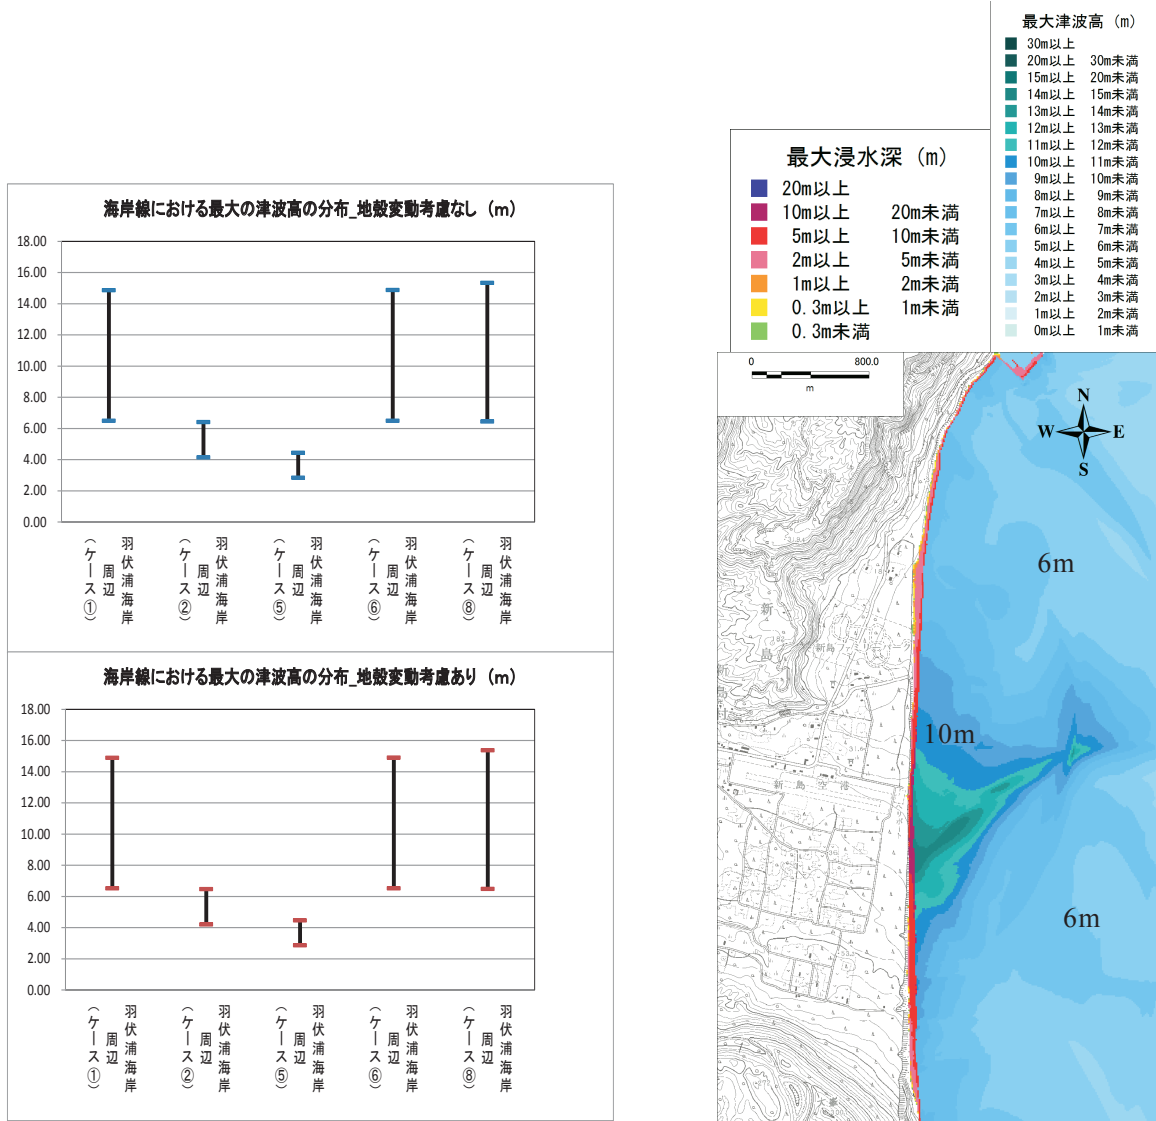 海岸線における最大の津波高の分布_地殻変動考慮なし (m)
18.00
16.00
14.00
12.00
10.00
8.00
6.00
4.00
2.00
0.00
羽伏浦海岸
周辺
(ケース①)
羽伏浦海岸
周辺
(ケース②)
羽伏浦海岸
周辺
(ケース⑤)
羽伏浦海岸
周辺
(ケース⑥)
羽伏浦海岸
周辺
(ケース⑧)
海岸線における最大の津波高の分布_地殻変動考慮あり (m)
18.00
16.00
14.00
12.00
10.00
8.00
6.00
4.00
2.00
0.00
羽伏浦海岸
周辺
(ケース①)
羽伏浦海岸
周辺
(ケース②)
羽伏浦海岸
周辺
(ケース⑤)
羽伏浦海岸
周辺
(ケース⑥)
羽伏浦海岸
周辺
(ケース⑧)
最大浸水深 (m)
20m以上
10m以上 20m未満
5m以上 10m未満
2m以上 5m未満
1m以上 2m未満
0.3m以上 1m未満
0.3m未満
最大津波高 (m)
30m以上
20m以上 30m未満
15m以上 20m未満
14m以上 15m未満
13m以上 14m未満
12m以上 13m未満
11m以上 12m未満
10m以上 11m未満
9m以上 10m未満
8m以上 9m未満
7m以上 8m未満
6m以上 7m未満
5m以上 6m未満
4m以上 5m未満
3m以上 4m未満
2m以上 3m未満
1m以上 2m未満
0m以上 1m未満
0 800.0
m
N
W E
S
6m
新島
10m
新島空港
6m